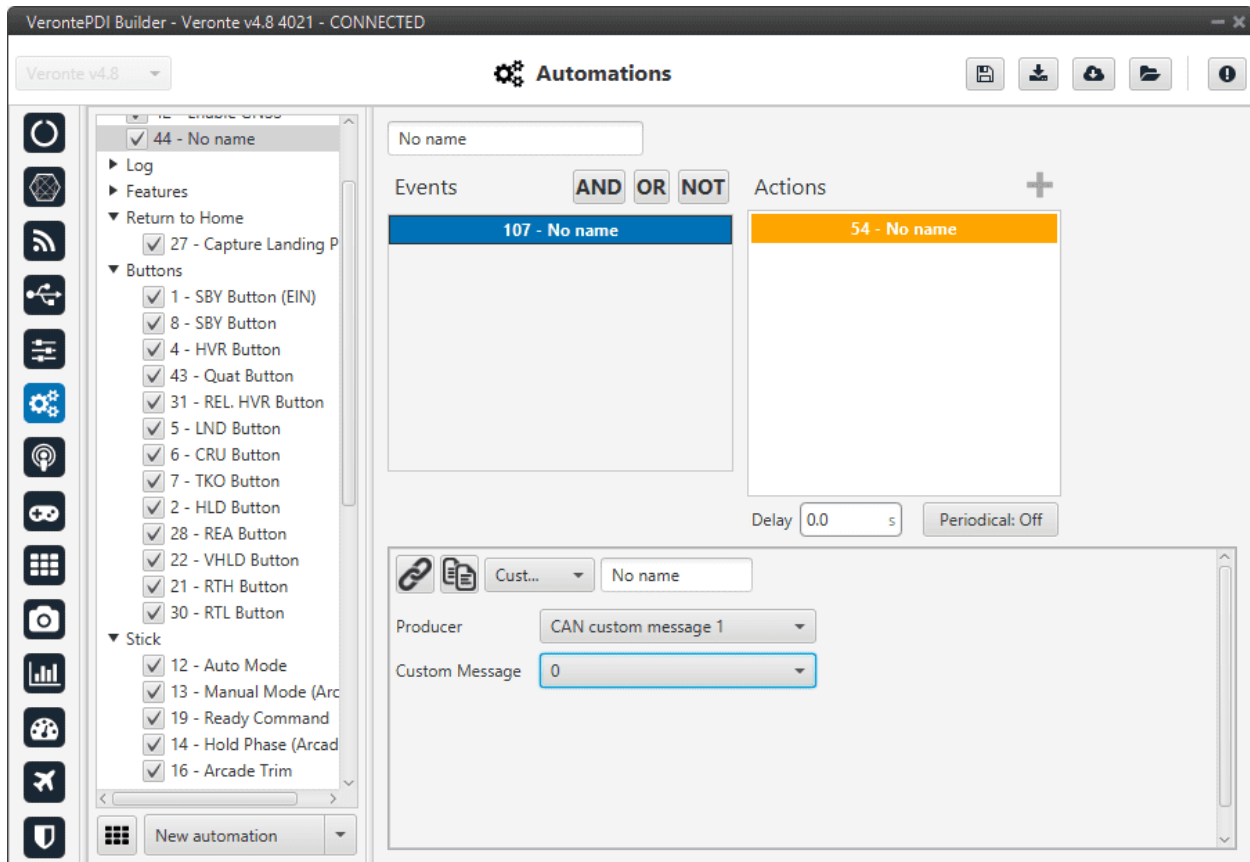 VerontePDI Builder - Veronte v4.8 4021 - CONNECTED
Veronte v4.8
Automations
44 - No name
Log
Features
Return to Home
27 - Capture Landing P
Buttons
1 - SBY Button (EIN)
8 - SBY Button
4 - HVR Button
43 - Quat Button
31 - REL. HVR Button
5 - LND Button
6 - CRU Button
7 - TKO Button
2 - HLD Button
28 - REA Button
22 - VHLD Button
21 - RTH Button
30 - RTL Button
Stick
12 - Auto Mode
13 - Manual Mode (Arc
19 - Ready Command
14 - Hold Phase (Arcad
16 - Arcade Trim
New automation
No name
Events AND OR NOT Actions
107 - No name
54 - No name
Delay 0.0 s Periodical: Off
Cust... No name
Producer CAN custom message 1
Custom Message 0